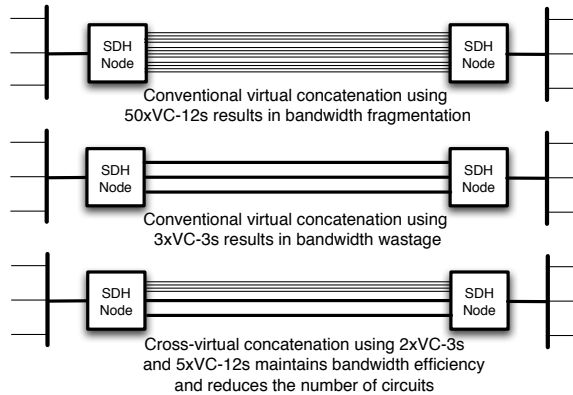 SDH
Node
SDH
Node
Conventional virtual concatenation using
50xVC-12s results in bandwidth fragmentation
SDH
Node
SDH
Node
Conventional virtual concatenation using
3xVC-3s results in bandwidth wastage
SDH
Node
SDH
Node
Cross-virtual concatenation using 2xVC-3s
and 5xVC-12s maintains bandwidth efficiency
and reduces the number of circuits